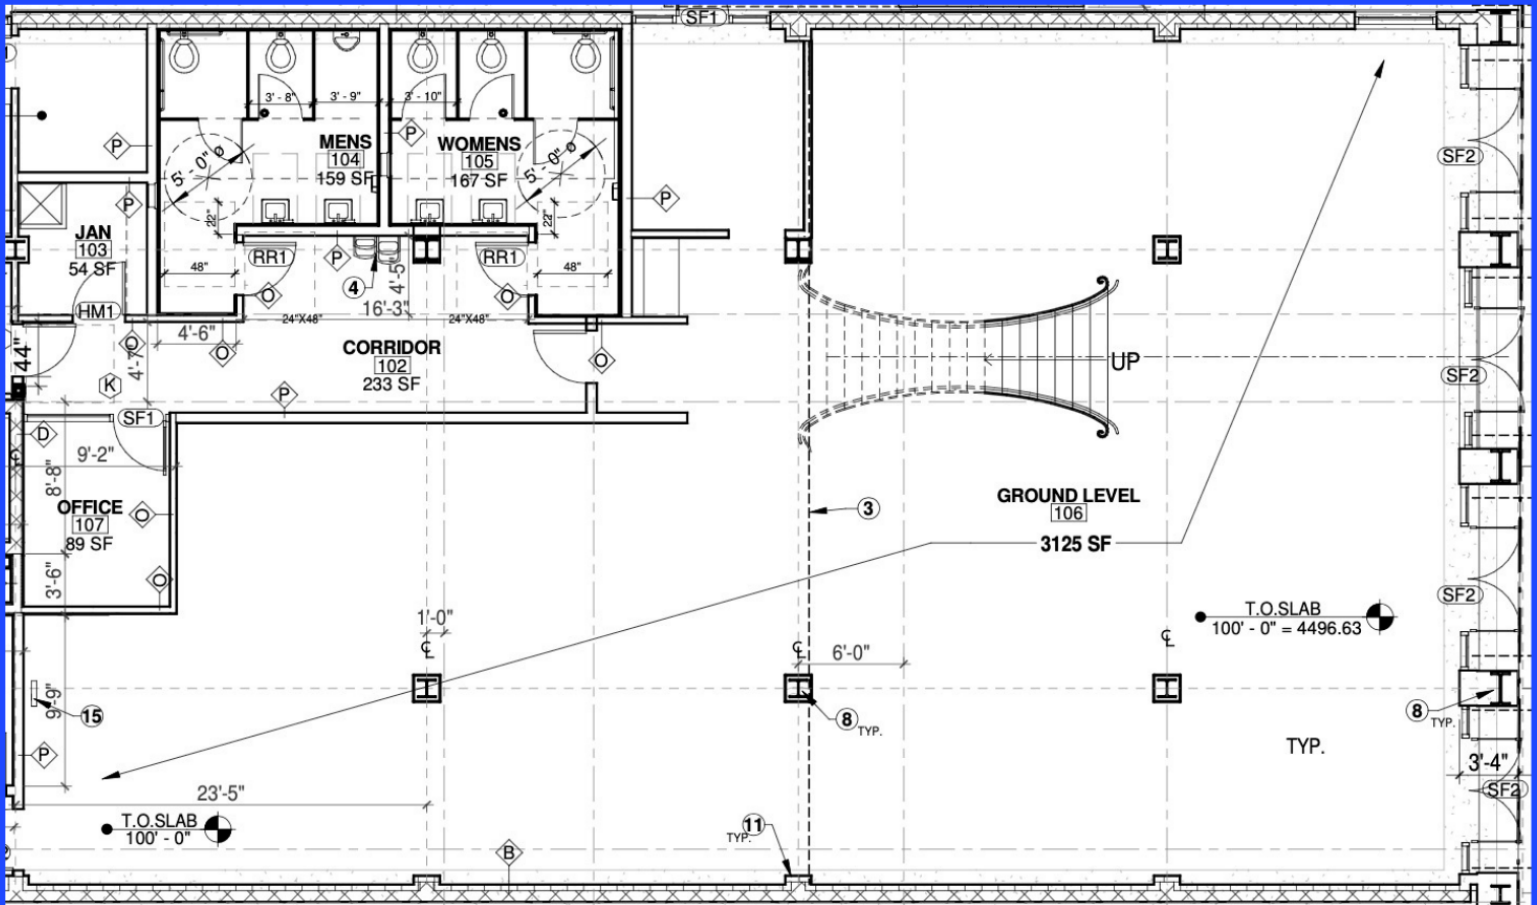 SF1
3' - 8"
3' - 9"
3' - 10"
P
P
MENS
104
159 SF
WOMENS
105
167 SF
5' - 0" ø
5' - 0" ø
SF2
P
P
22"
22"
JAN
103
54 SF
RR1
P
RR1
48"
48"
4
4'-5"
O
O
HM1
16'-3"
24"X48"
24"X48"
4'-6"
O
O
44"
4'-7"
CORRIDOR
102
233 SF
O
UP
SF2
K
P
SF1
D
9'-2"
8'-8"
OFFICE
107
89 SF
O
GROUND LEVEL
106
3125 SF
3
3'-6"
O
SF2
T.O.SLAB
100' - 0" = 4496.63
1'-0"
℄
℄
℄
6'-0"
9'-9"
15
8
TYP.
8
TYP.
P
TYP.
3'-4"
SF2
23'-5"
T.O.SLAB
100' - 0"
11
TYP.
B